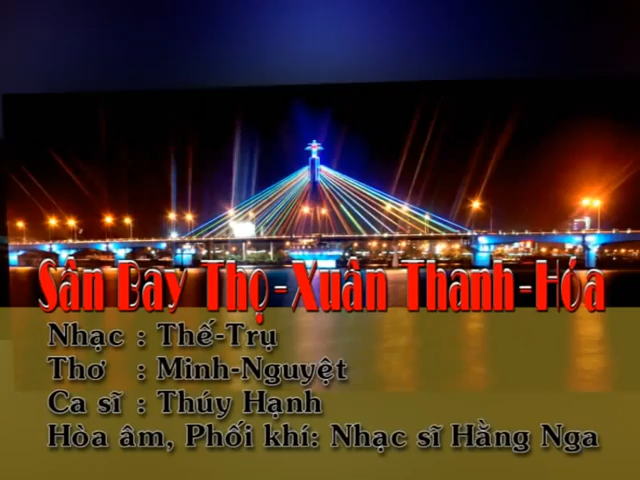 Sân Bay Thọ-Xuân Thanh-Hóa
Nhạc : Thế-Trụ
Thơ : Minh-Nguyệt
Ca sĩ : Thúy Hạnh
Hòa âm, Phối khí: Nhạc sĩ Hằng Nga